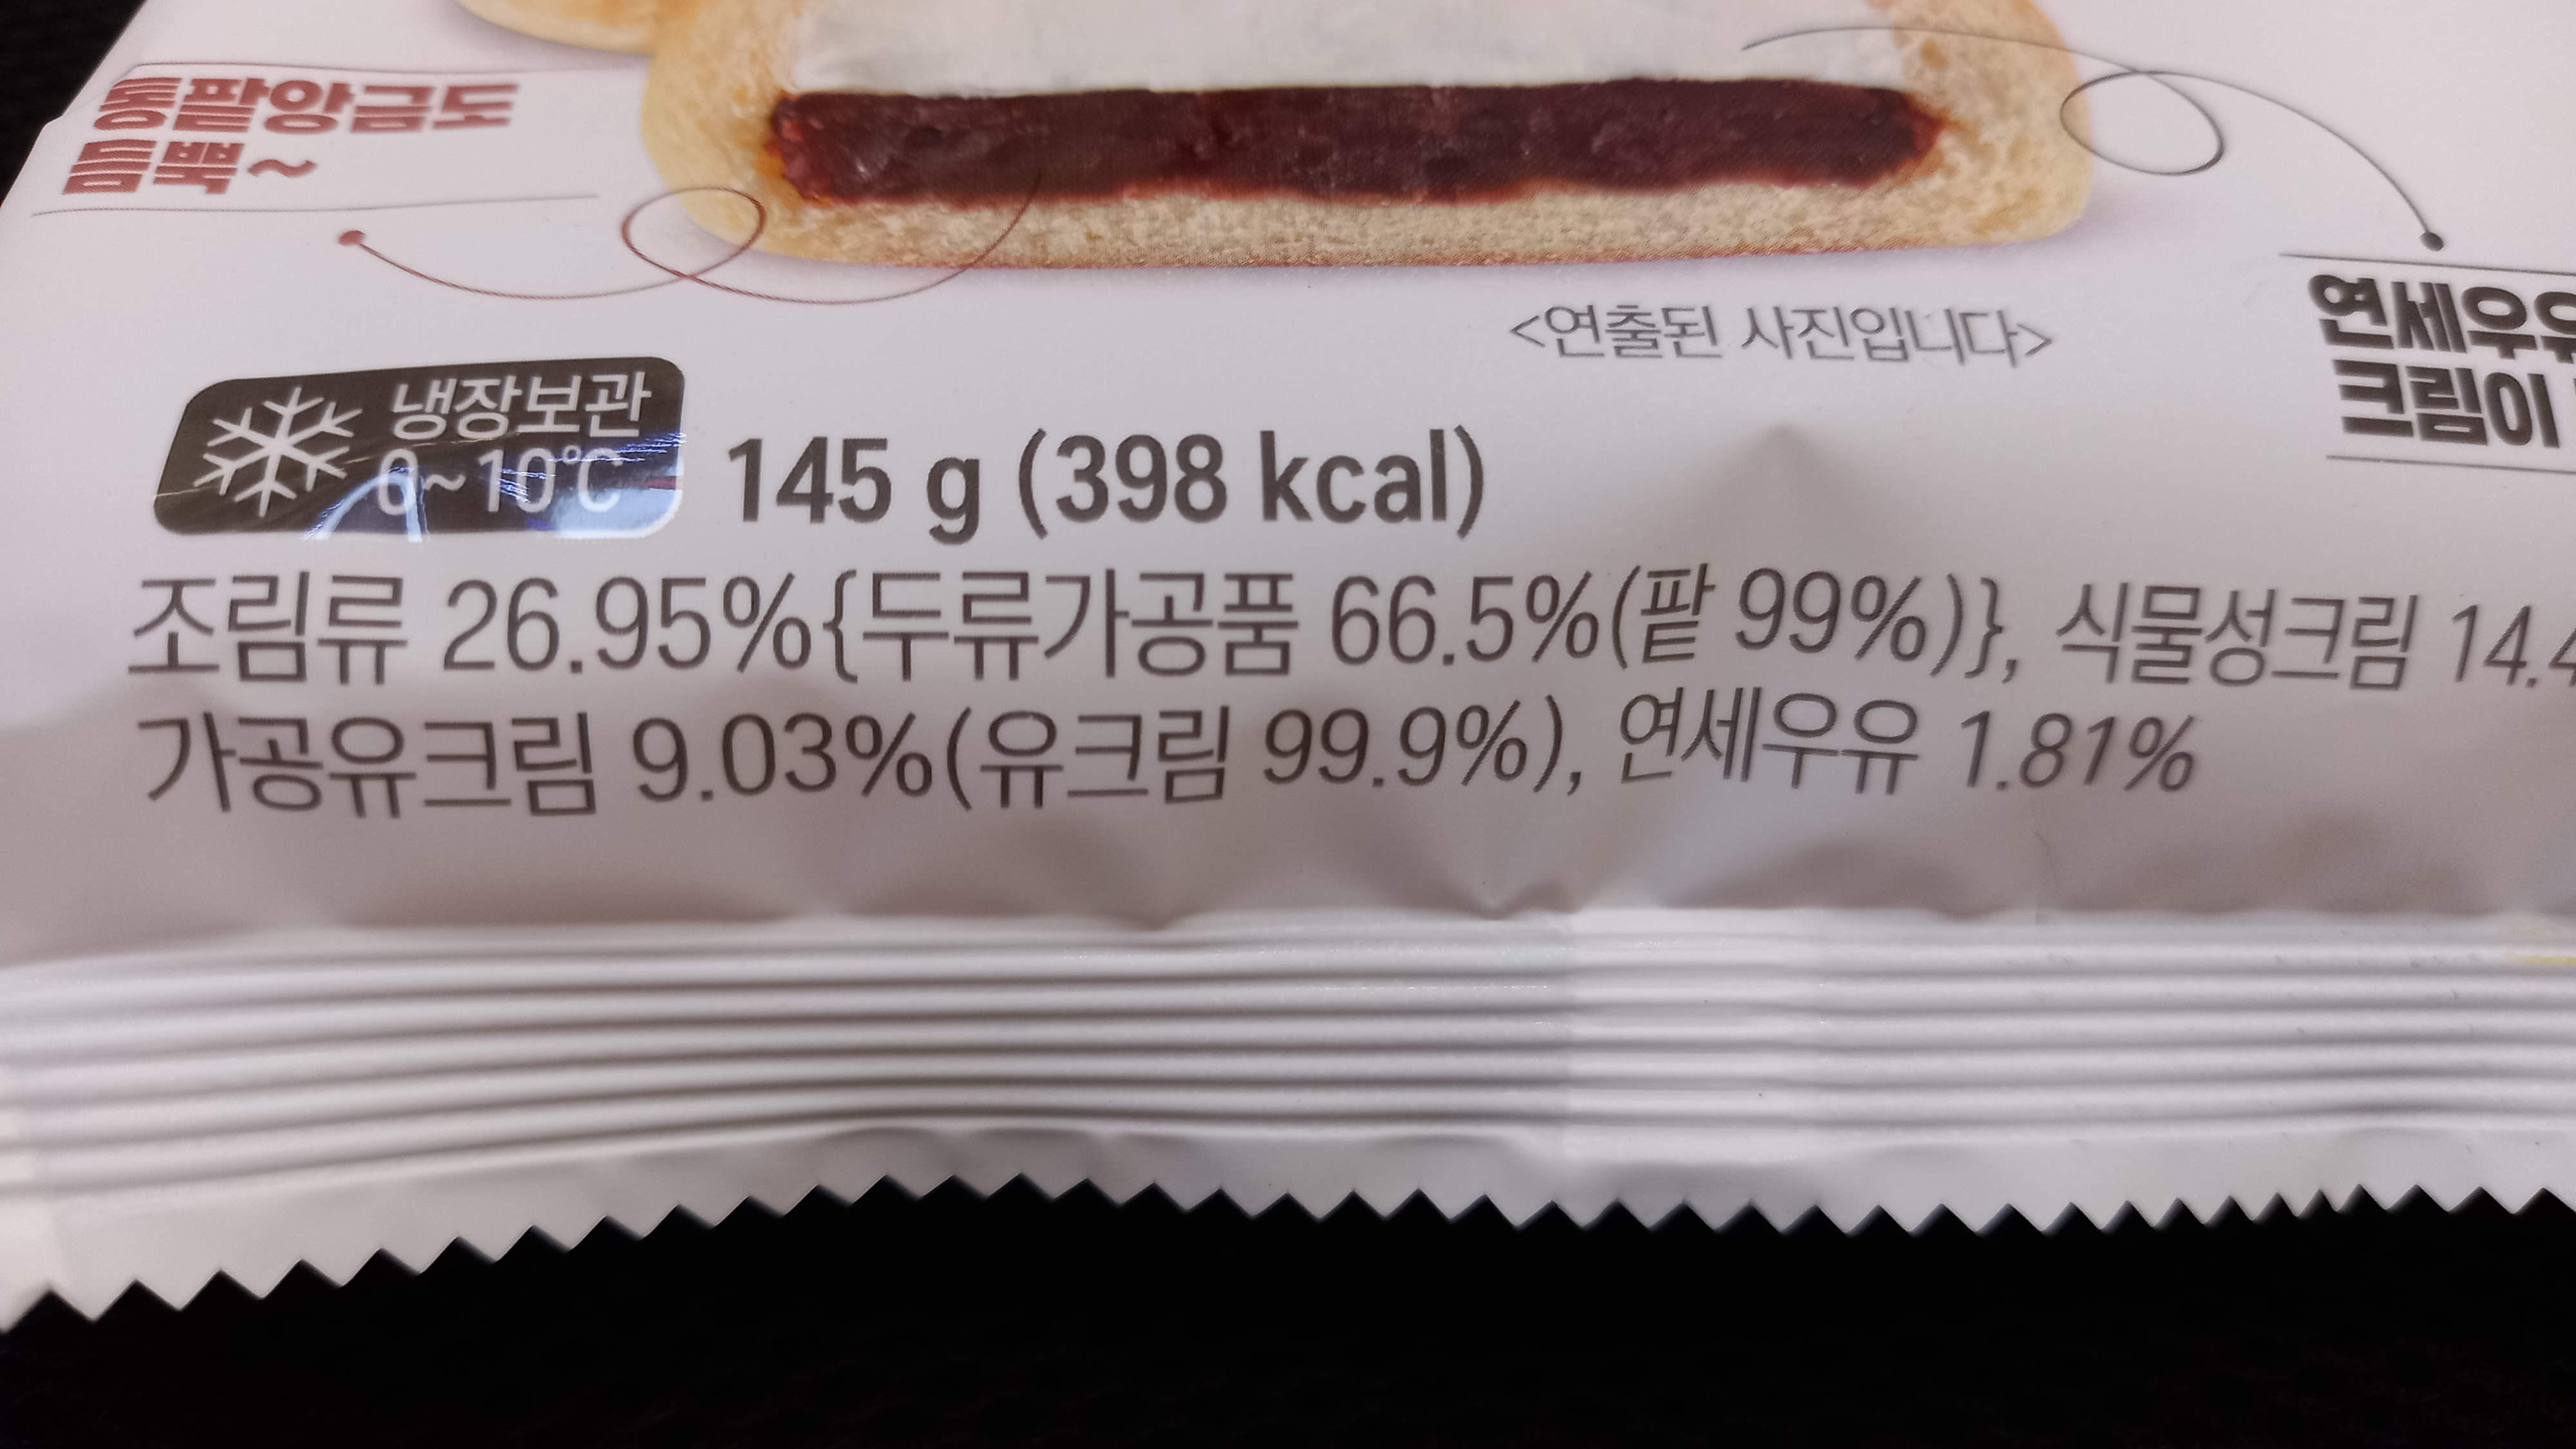 통팥앙금도
듬뿍~
<연출된 사진입니다>
연세우유
크림이
냉장보관
0~10℃
145 g (398 kcal)
조림류 26.95%{두류가공품 66.5%(팥 99%)}, 식물성크림 14.4
가공유크림 9.03%(유크림 99.9%), 연세우유 1.81%